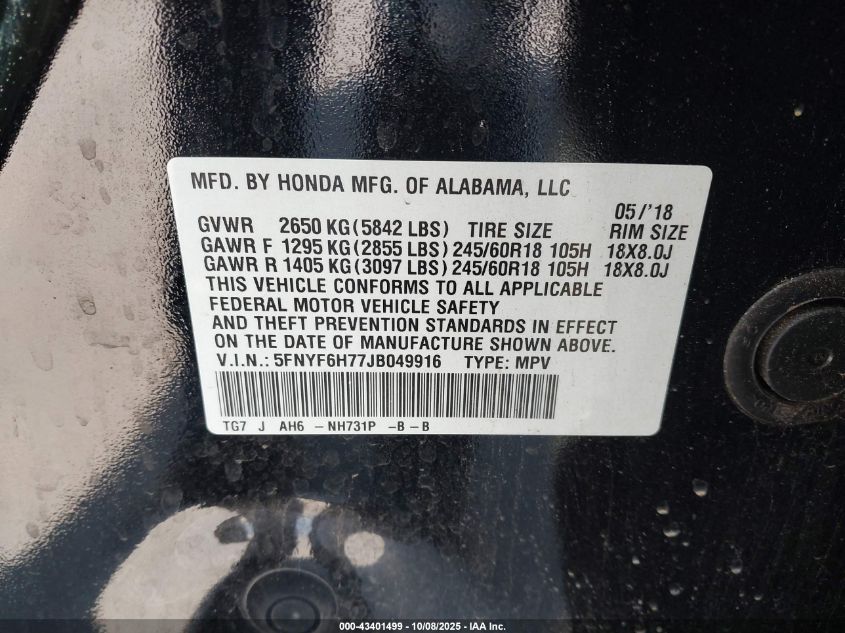 MFD. BY HONDA MFG. OF ALABAMA, LLC
05/'18
GVWR 2650 KG(5842 LBS) TIRE SIZE RIM SIZE
GAWR F 1295 KG(2855 LBS) 245/60R18 105H 18X8.0J
GAWR R 1405 KG(3097 LBS) 245/60R18 105H 18X8.0J
THIS VEHICLE CONFORMS TO ALL APPLICABLE
FEDERAL MOTOR VEHICLE SAFETY
AND THEFT PREVENTION STANDARDS IN EFFECT
ON THE DATE OF MANUFACTURE SHOWN ABOVE.
V.I.N.: 5FNYF6H77JB049916 TYPE: MPV
TG7 J AH6 -NH731P -B-B
000-43401499 - 10/08/2025 - IAA Inc.